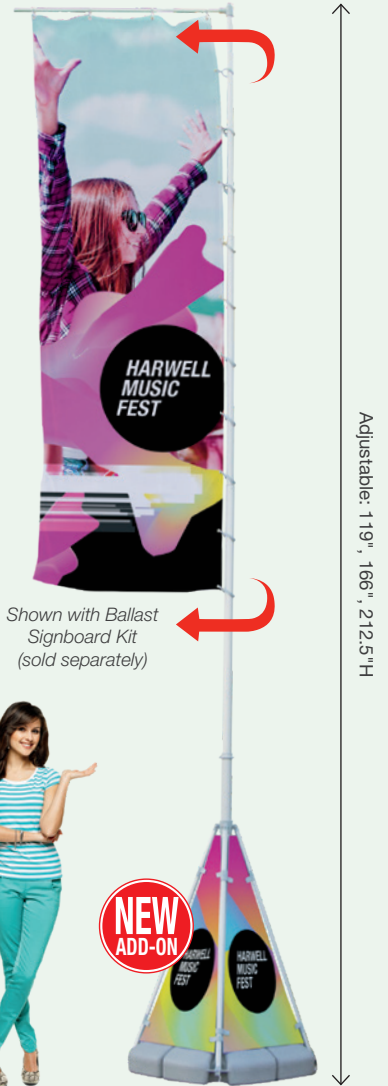 HARWELL
MUSIC
FEST
Adjustable: 119", 166", 212.5"H
Shown with Ballast
Signboard Kit
(sold separately)
NEW
ADD-ON
HARWELL
MUSIC
FEST
HARWELL
MUSIC
FEST